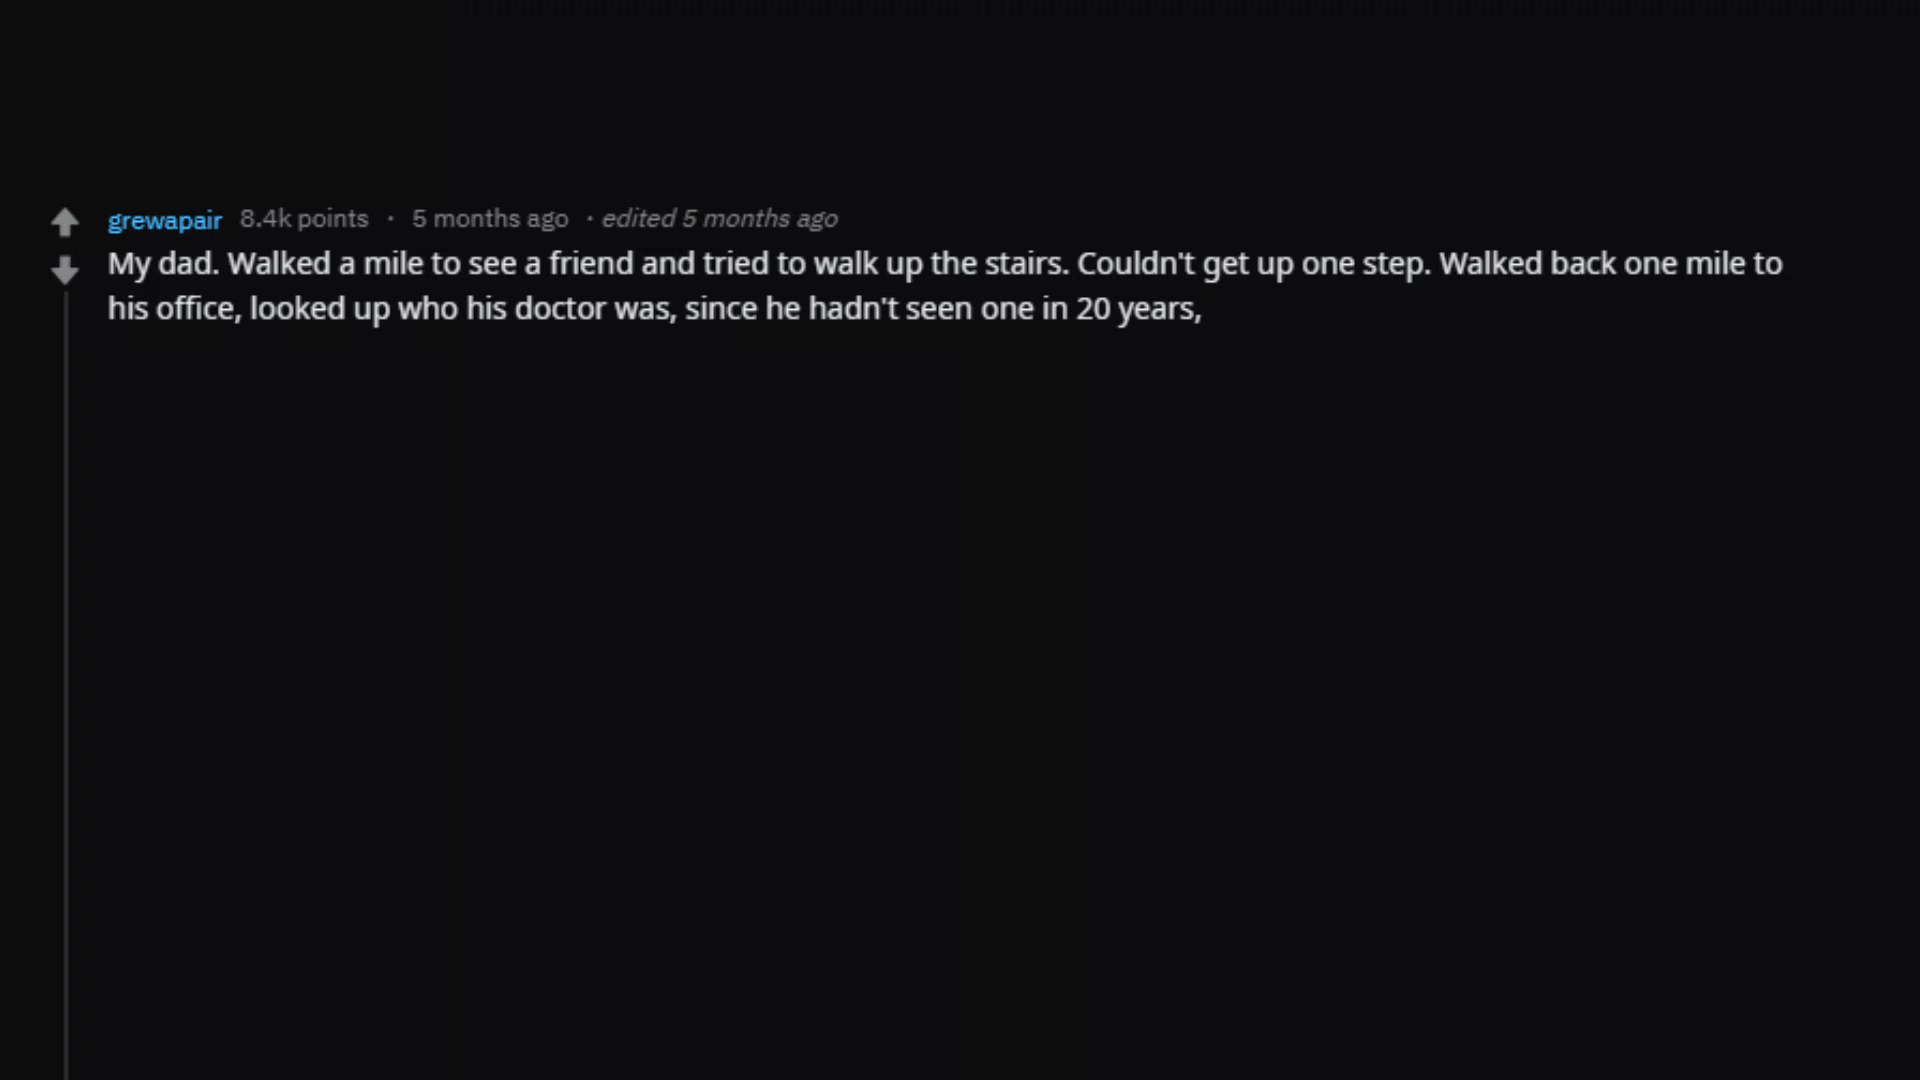 grewapair 8.4k points · 5 months ago · edited 5 months ago
My dad. Walked a mile to see a friend and tried to walk up the stairs. Couldn't get up one step. Walked back one mile to
his office, looked up who his doctor was, since he hadn't seen one in 20 years,